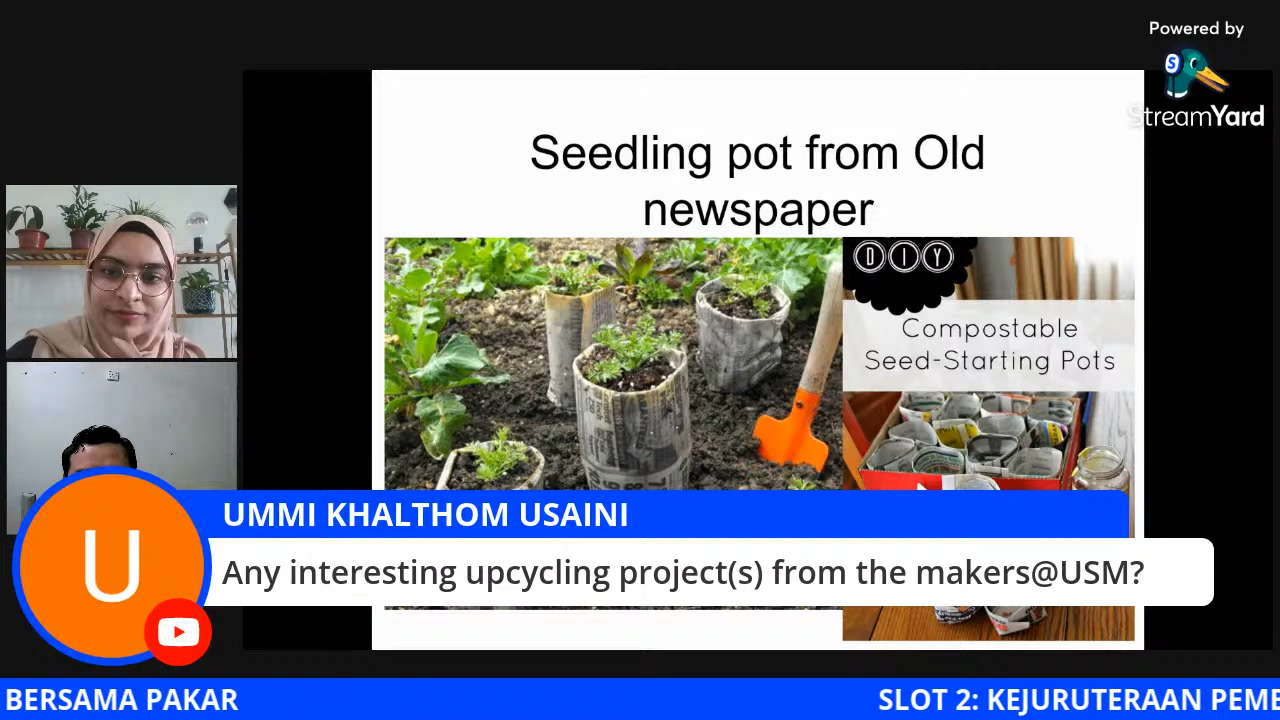 Powered by
StreamYard
Seedling pot from Old
newspaper
DIY
Compostable
Seed-Starting Pots
UMMI KHALTHOM USAINI
U
Any interesting upcycling project(s) from the makers@USM?
BERSAMA PAKAR
SLOT 2: KEJURUTERAAN PEME